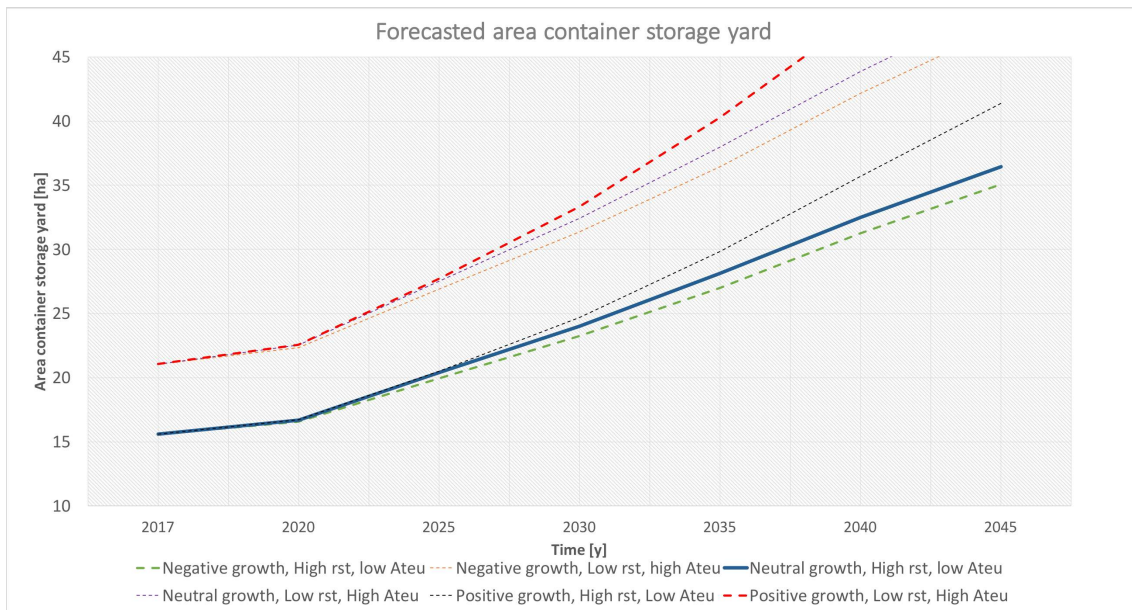 Forecasted area container storage yard
45
40
35
30
25
20
15
10
Area container storage yard [ha]
2017 2020 2025 2030 2035 2040 2045
Time [y]
Negative growth, High rst, low Ateu Negative growth, Low rst, high Ateu Neutral growth, High rst, low Ateu
Neutral growth, Low rst, High Ateu Positive growth, High rst, Low Ateu Positive growth, Low rst, High Ateu